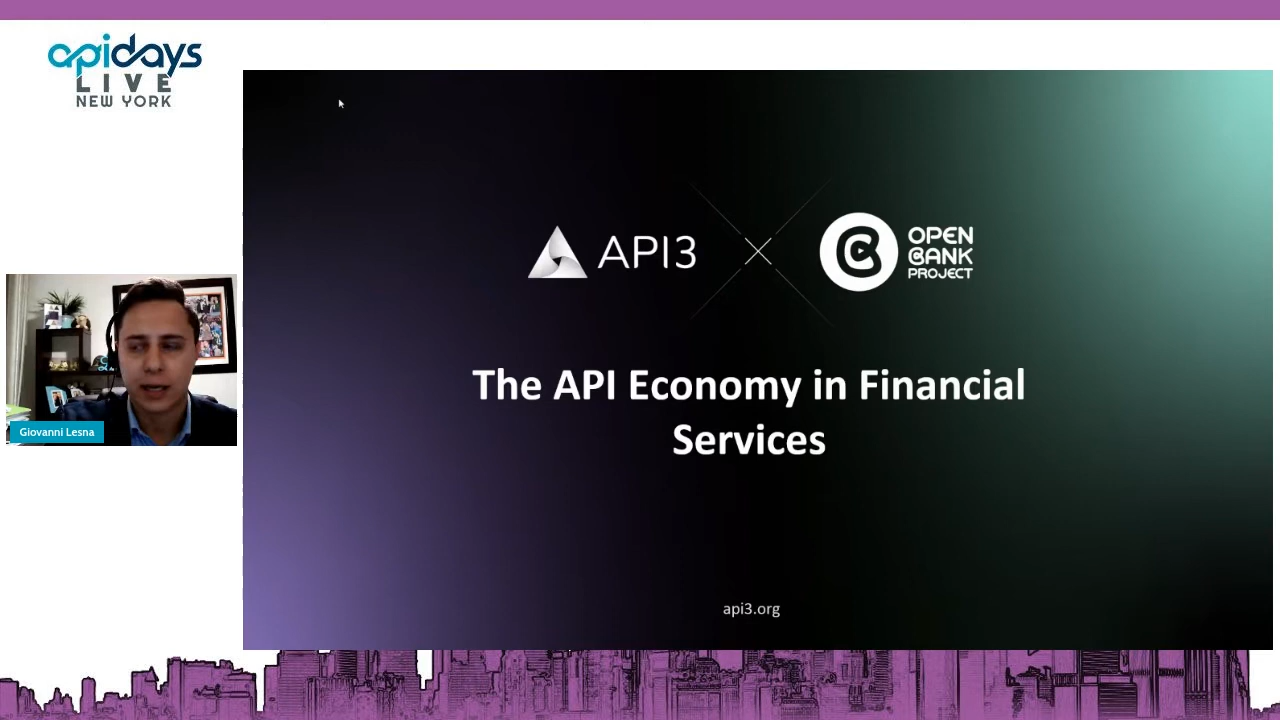 apidays
LIVE
NEW YORK
API3
OPEN
BANK
PROJECT
The API Economy in Financial
Services
Giovanni Lesna
api3.org